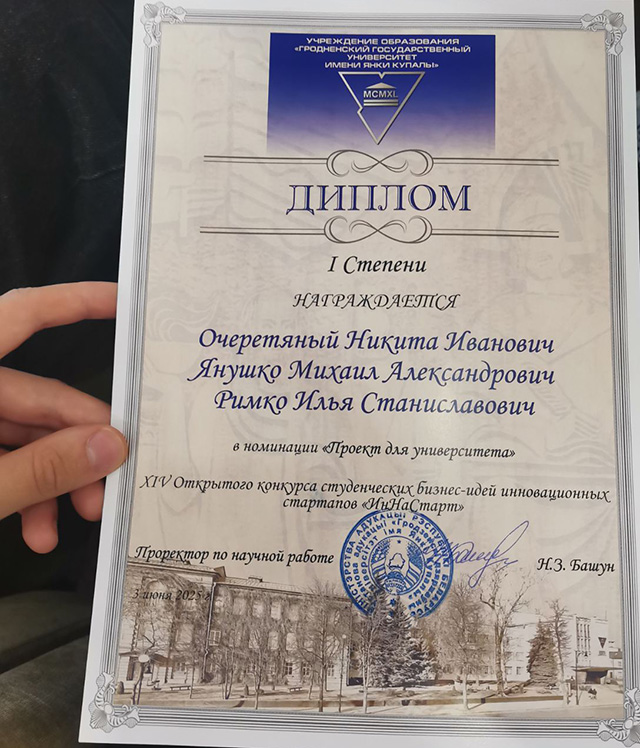 УЧРЕЖДЕНИЕ ОБРАЗОВАНИЯ
«ГРОДНЕНСКИЙ ГОСУДАРСТВЕННЫЙ
УНИВЕРСИТЕТ
ИМЕНИ ЯНКИ КУПАЛЫ»
MCMXL
ДИПЛОМ
I Степени
НАГРАЖДАЕТСЯ
Очеретяный Никита Иванович
Янушко Михаил Александрович
Римко Илья Станиславович
в номинации «Проект для университета»
XIV Открытого конкурса студенческих бизнес-идей инновационных
стартапов «ИнНаСтарт»
Проректор по научной работе
Н.З. Башун
3 июня 2025